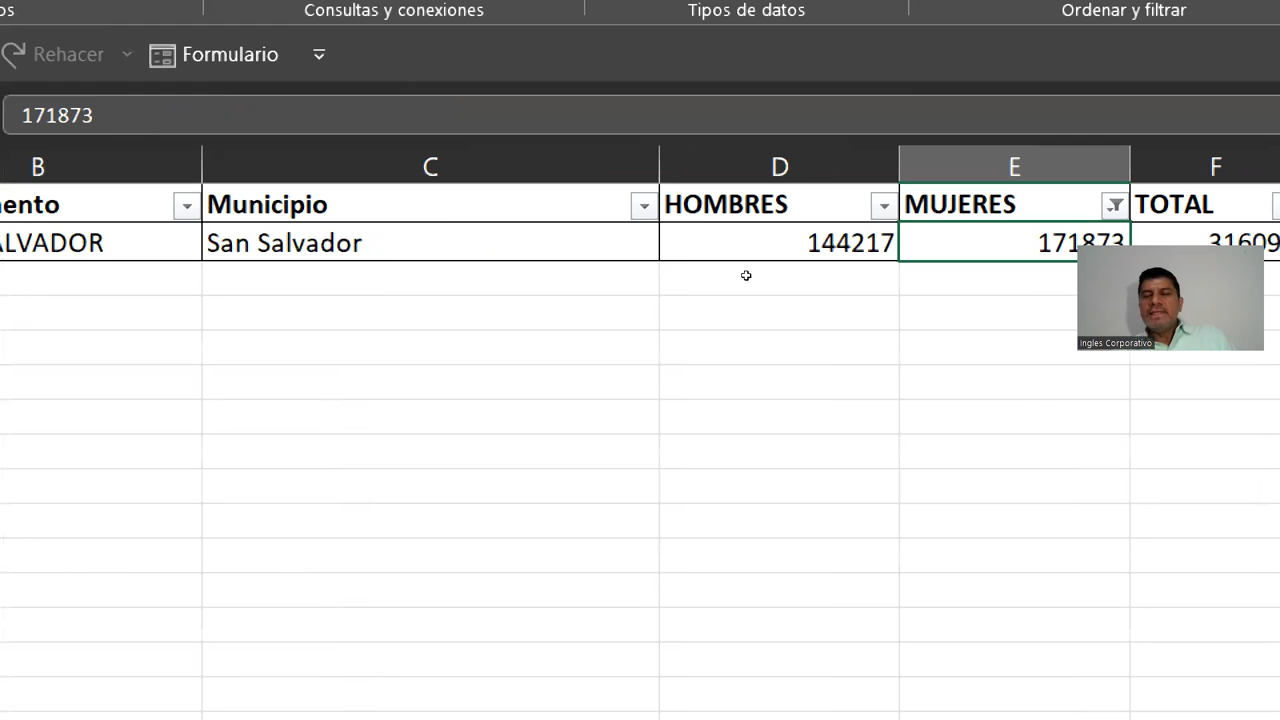 Consultas y conexiones Tipos de datos Ordenar y filtrar
Rehacer Formulario
171873
B C D E F
Municipio HOMBRES MUJERES TOTAL
San Salvador 144217 171873
Ingles Corporativo